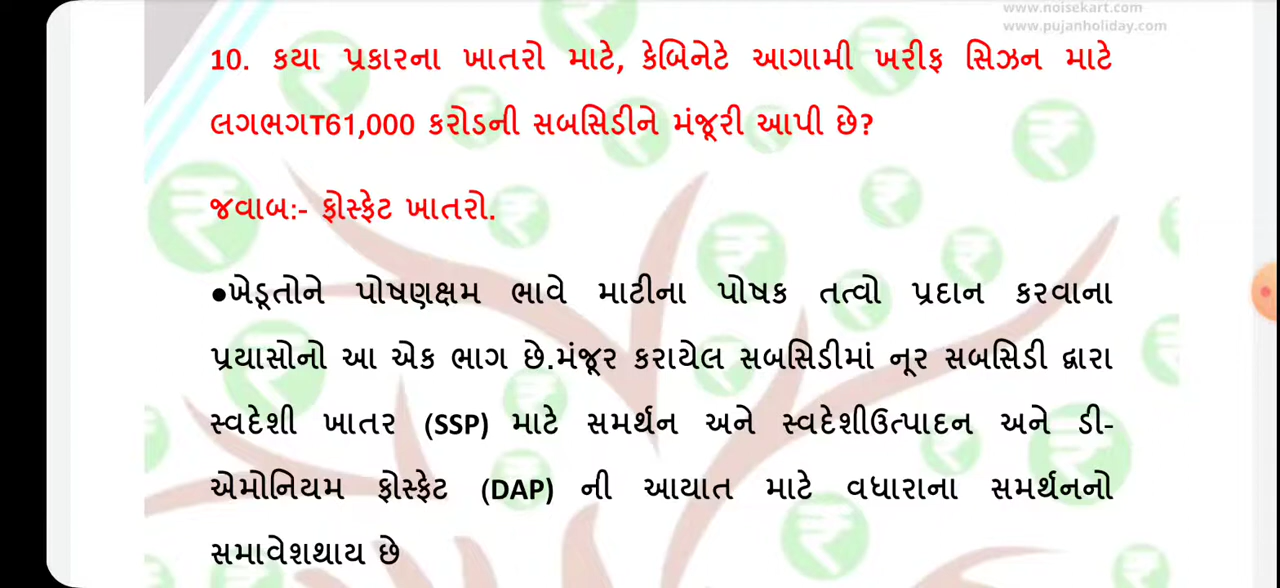 www.noisekart.com
www.pujanholiday.com
10. કયા પ્રકારના ખાતરો માટે, કેબિનેટે આગામી ખરીફ સિઝન માટે
લગભગT61,000 કરોડની સબસિડીને મંજૂરી આપી છે?
જવાબ:- ફોસ્ફેટ ખાતરો.
●ખેડૂતોને પોષણક્ષમ ભાવે માટીના પોષક તત્વો પ્રદાન કરવાના
પ્રયાસોનો આ એક ભાગ છે.મંજૂર કરાયેલ સબસિડીમાં નૂર સબસિડી દ્વારા
સ્વદેશી ખાતર (SSP) માટે સમર્થન અને સ્વદેશીઉત્પાદન અને ડી-
એમોનિયમ ફોસ્ફેટ (DAP) ની આયાત માટે વધારાના સમર્થનનો
સમાવેશથાય છે